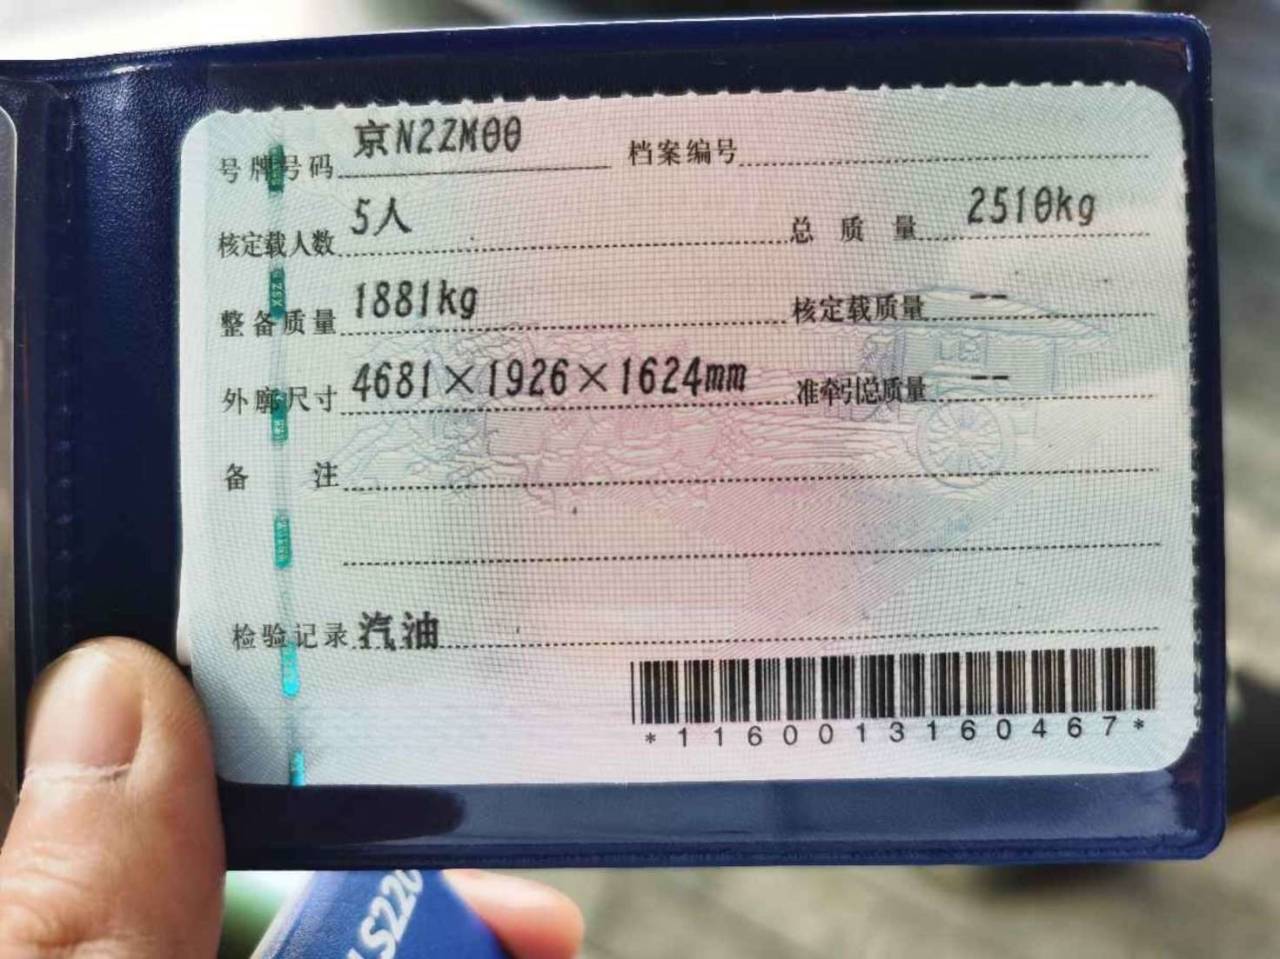 号牌号码 京N2ZM00 档案编号
核定载人数 5人 总质量 2510kg
整备质量 1881kg 核定载质量 --
外廓尺寸 4681×1926×1624mm 准牵引总质量 --
备注
检验记录 汽油
*1160013160467*
LS220